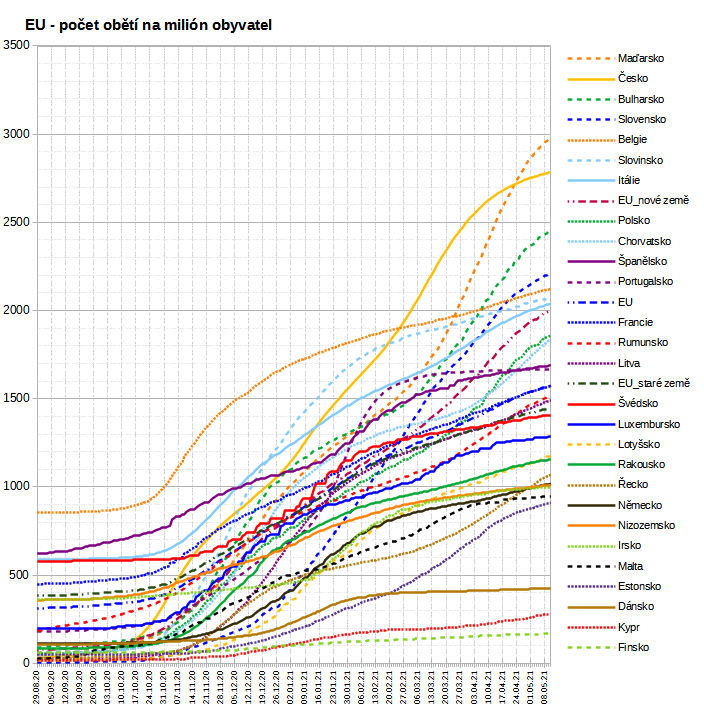 EU - počet obětí na milión obyvatel
3500
3000
2500
2000
1500
1000
500
0
29.08.20
05.09.20
12.09.20
19.09.20
26.09.20
03.10.20
10.10.20
17.10.20
24.10.20
31.10.20
07.11.20
14.11.20
21.11.20
28.11.20
05.12.20
12.12.20
19.12.20
26.12.20
02.01.21
09.01.21
16.01.21
23.01.21
30.01.21
06.02.21
13.02.21
20.02.21
27.02.21
06.03.21
13.03.21
20.03.21
27.03.21
03.04.21
10.04.21
17.04.21
24.04.21
01.05.21
08.05.21
Maďarsko
Česko
Bulharsko
Slovensko
Belgie
Slovinsko
Itálie
EU_nové země
Polsko
Chorvatsko
Španělsko
Portugalsko
EU
Francie
Rumunsko
Litva
EU_staré země
Švédsko
Luxembursko
Lotyšsko
Rakousko
Řecko
Německo
Nizozemsko
Irsko
Malta
Estonsko
Dánsko
Kypr
Finsko